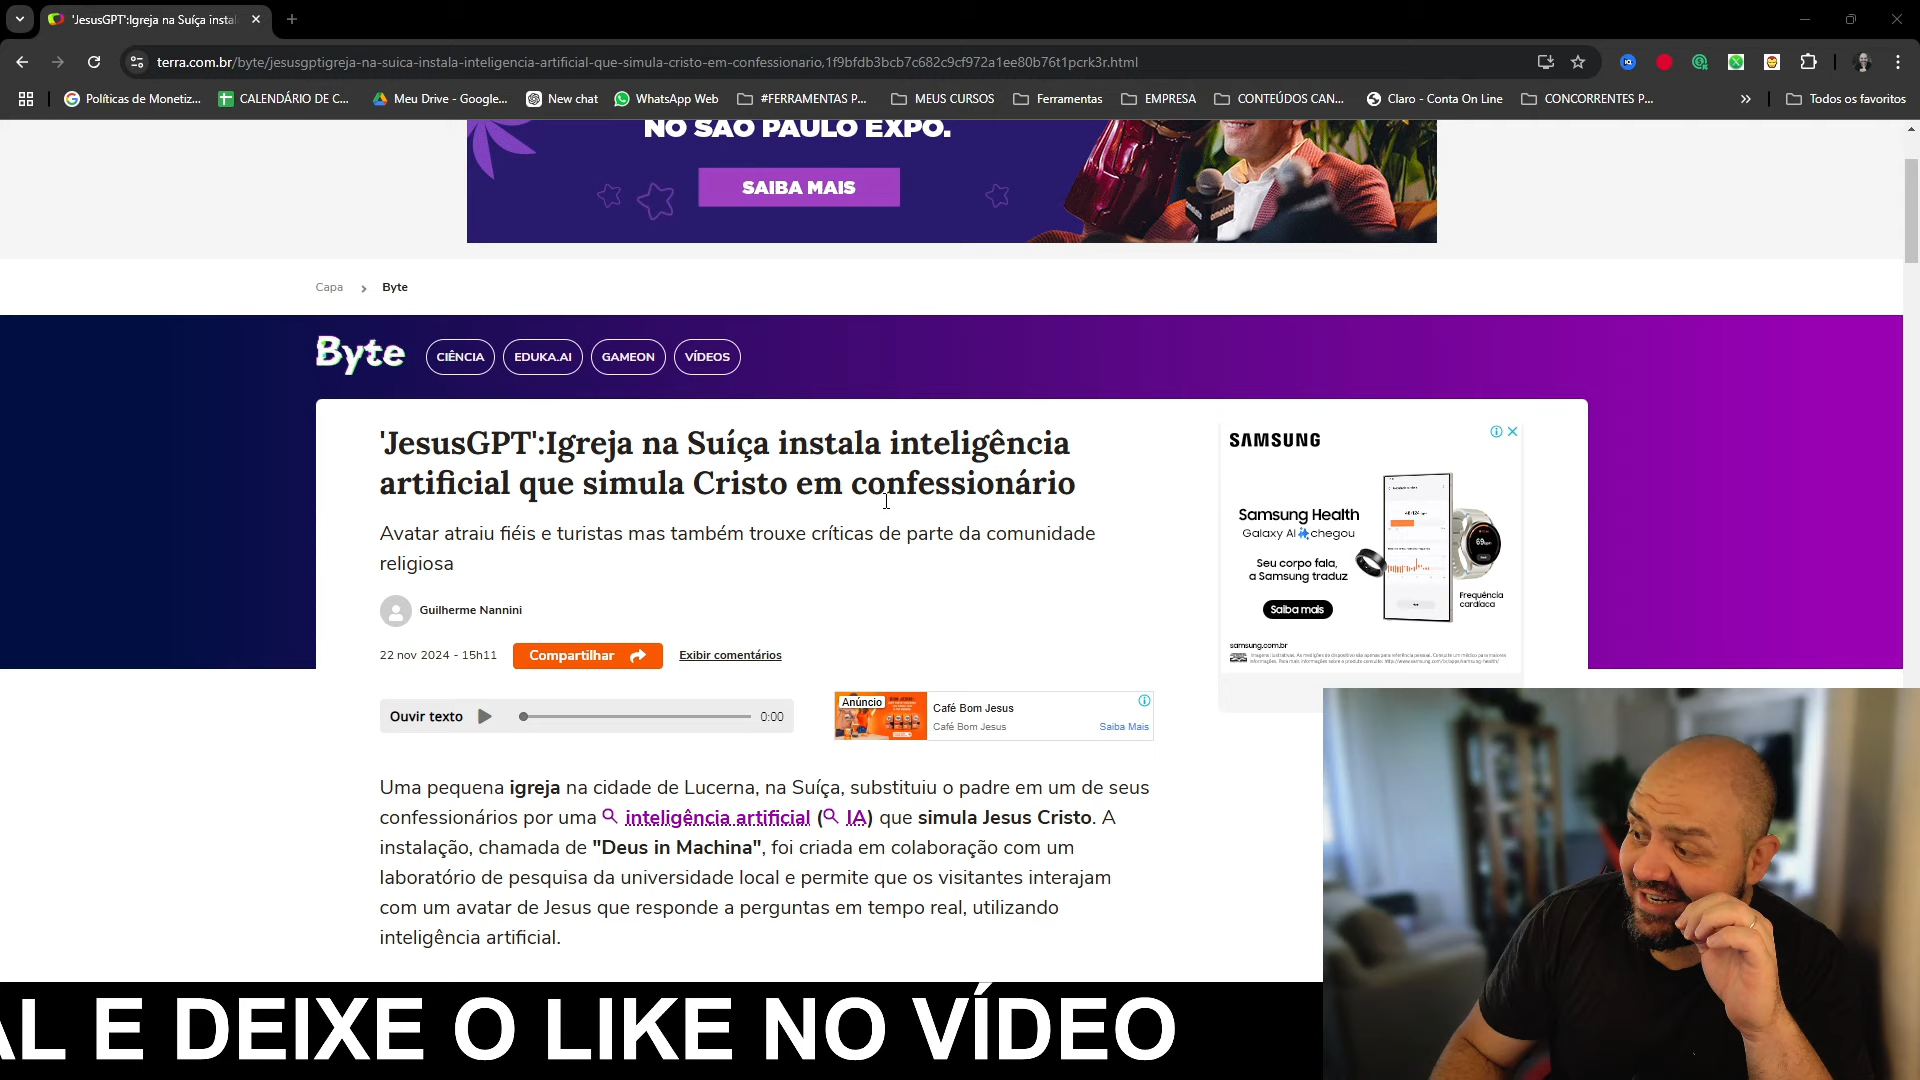 'JesusGPT':Igreja na Suíça instal
terra.com.br/byte/jesusgptigreja-na-suica-instala-inteligencia-artificial-que-simula-cristo-em-confessionario,1f9bfdb3bcb7c682c9cf972a1ee80b76t1pcrk3r.html
Políticas de Monetiz...
CALENDÁRIO DE C...
Meu Drive - Google...
New chat
WhatsApp Web
#FERRAMENTAS P...
MEUS CURSOS
Ferramentas
EMPRESA
CONTEÚDOS CAN...
Claro - Conta On Line
CONCORRENTES P...
Todos os favoritos
NO SÃO PAULO EXPO.
SAIBA MAIS
Capa
Byte
Byte
CIÊNCIA
EDUKA.AI
GAMEON
VÍDEOS
'JesusGPT':Igreja na Suíça instala inteligência
artificial que simula Cristo em confessionário
Avatar atraiu fiéis e turistas mas também trouxe críticas de parte da comunidade
religiosa
Guilherme Nannini
22 nov 2024 - 15h11
Compartilhar
Exibir comentários
Ouvir texto
0:00
Anúncio
Café Bom Jesus
Café Bom Jesus
Saiba Mais
SAMSUNG
Samsung Health
Galaxy AI chegou
Seu corpo fala,
a Samsung traduz
Saiba mais
Frequência
cardíaca
samsung.com.br
Uma pequena igreja na cidade de Lucerna, na Suíça, substituiu o padre em um de seus
confessionários por uma inteligência artificial (IA) que simula Jesus Cristo. A
instalação, chamada de "Deus in Machina", foi criada em colaboração com um
laboratório de pesquisa da universidade local e permite que os visitantes interajam
com um avatar de Jesus que responde a perguntas em tempo real, utilizando
inteligência artificial.
AL E DEIXE O LIKE NO VÍDEO